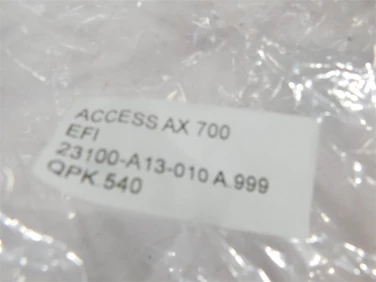 ACCESS AX 700
EFI
23100-A13-010 A.999
QPK 540